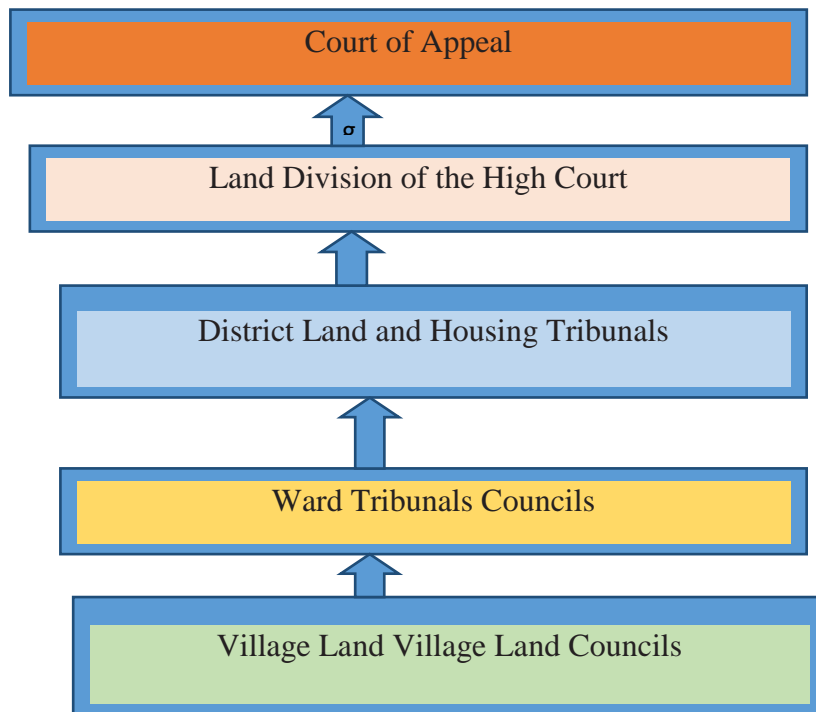 Court of Appeal
σ
Land Division of the High Court
District Land and Housing Tribunals
Ward Tribunals Councils
Village Land Village Land Councils